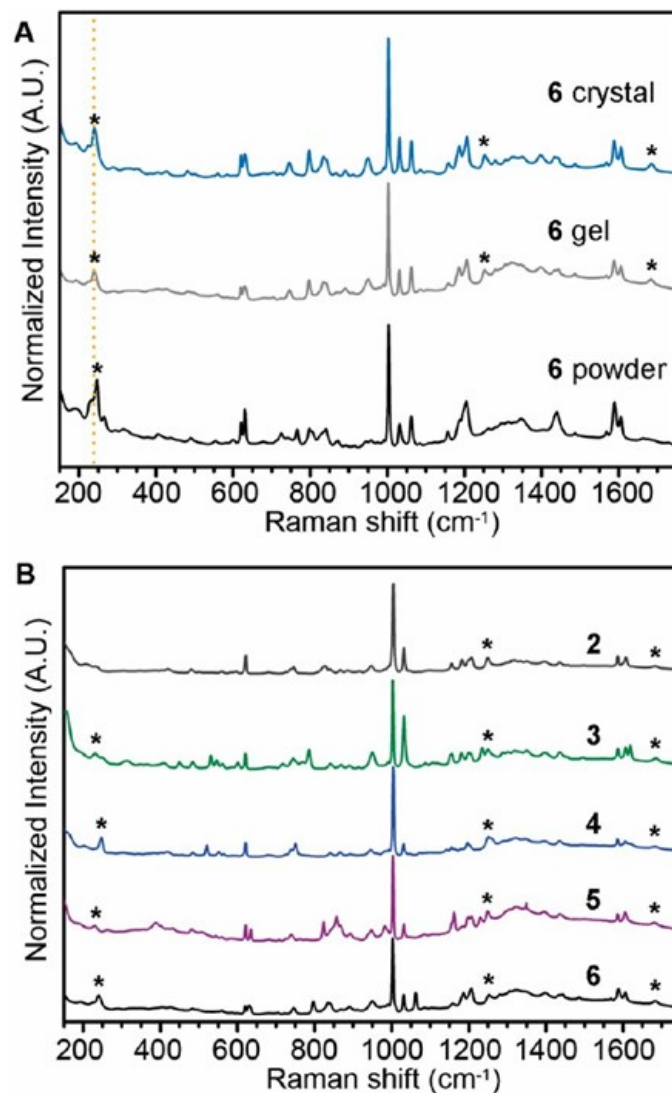 A
Normalized Intensity (A.U.)
*
6 crystal
*
*
*
6 gel
*
*
*
6 powder
200 400 600 800 1000 1200 1400 1600
Raman shift (cm-1)
B
Normalized Intensity (A.U.)
* 2 *
* * 3 *
* * 4 *
* * 5 *
* * 6 *
200 400 600 800 1000 1200 1400 1600
Raman shift (cm-1)